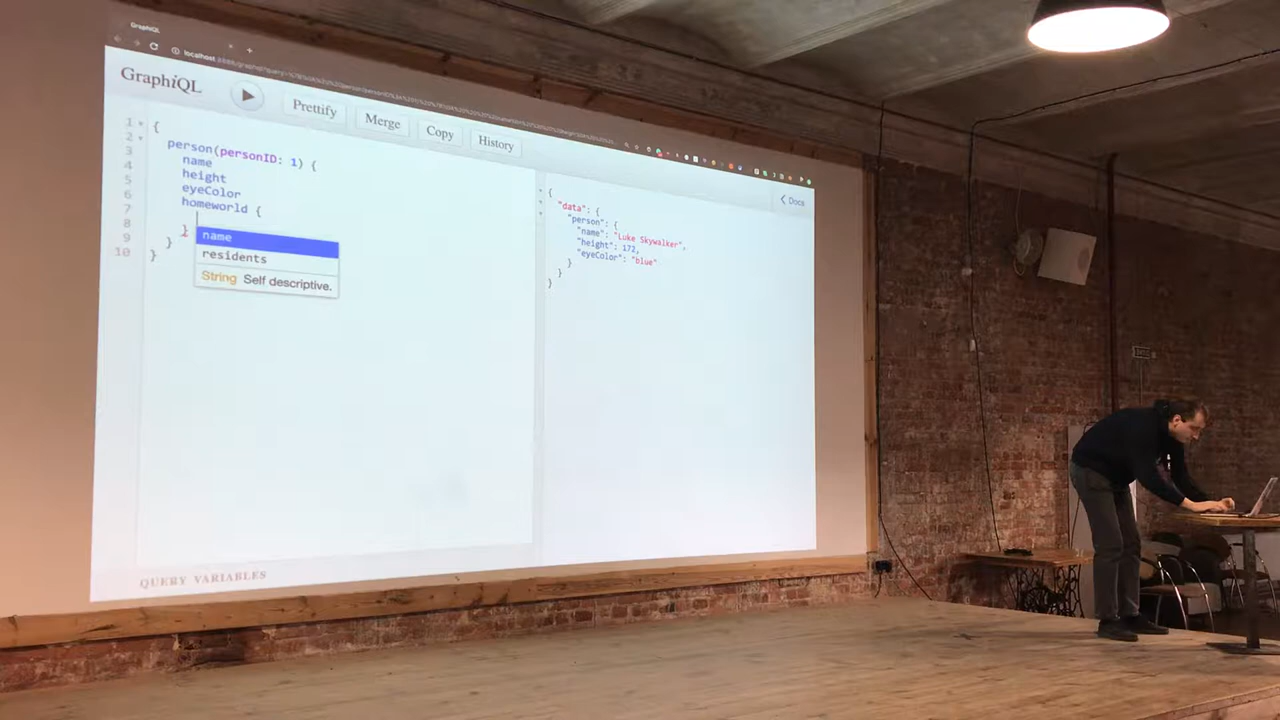 GraphiQL
localhost
GraphiQL
Prettify
Merge
Copy
History
1 {
2 person(personID: 1) {
3 name
4 height
5 eyeColor
6 homeworld {
7
8 }
9 }
10 }
name
residents
String Self descriptive.
QUERY VARIABLES
Docs
{
"data": {
"person": {
"name": "Luke Skywalker",
"height": 172,
"eyeColor": "blue"
}
}
}